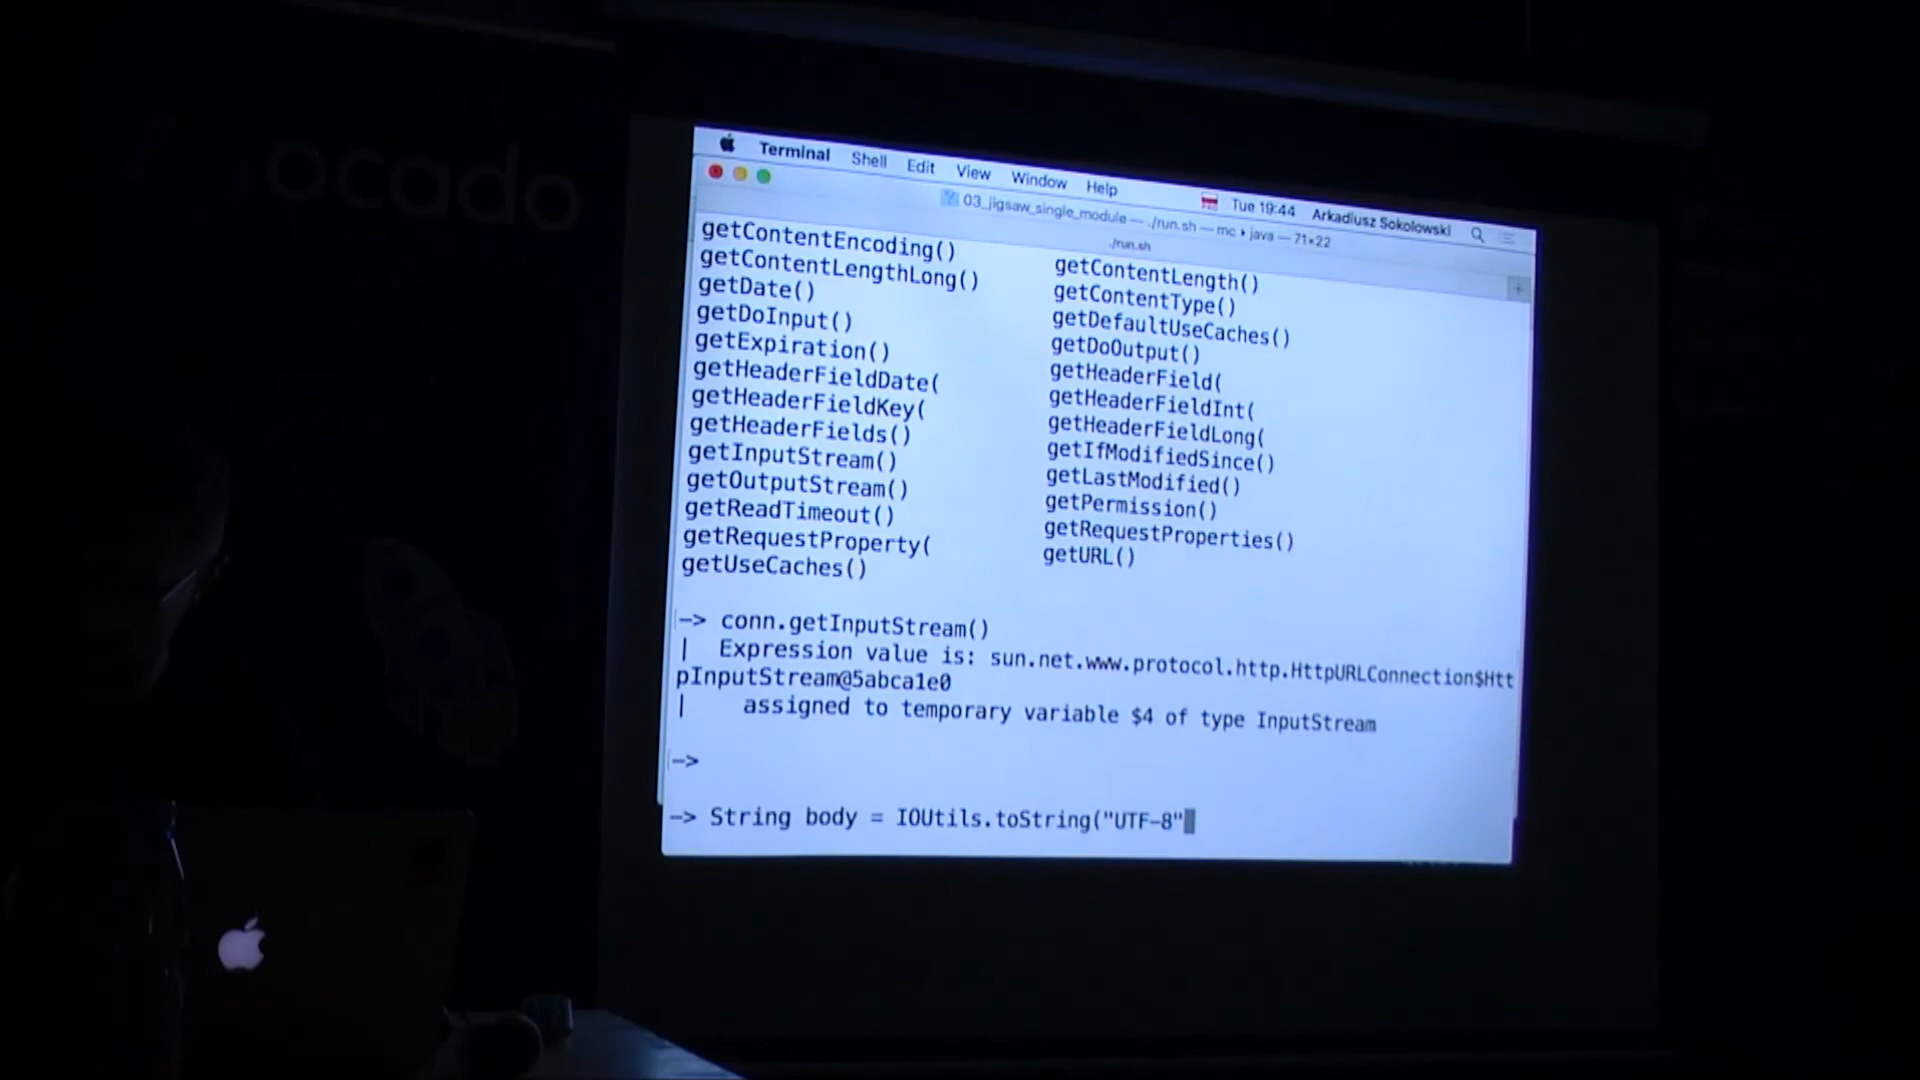 ocado
Terminal Shell Edit View Window Help Tue 19:44 Arkadiusz Sokolowski
03_jigsaw_single_module — ./run.sh — mc ▸ java — 71×22
./run.sh
getContentEncoding() getContentLength()
getContentLengthLong() getContentType()
getDate() getDefaultUseCaches()
getDoInput() getDoOutput()
getExpiration() getHeaderField(
getHeaderFieldDate( getHeaderFieldInt(
getHeaderFieldKey( getHeaderFieldLong(
getHeaderFields() getIfModifiedSince()
getInputStream() getLastModified()
getOutputStream() getPermission()
getReadTimeout() getRequestProperties()
getRequestProperty( getURL()
getUseCaches()
-> conn.getInputStream()
| Expression value is: sun.net.www.protocol.http.HttpURLConnection$Htt
pInputStream@5abca1e0
| assigned to temporary variable $4 of type InputStream
->
-> String body = IOUtils.toString("UTF-8"